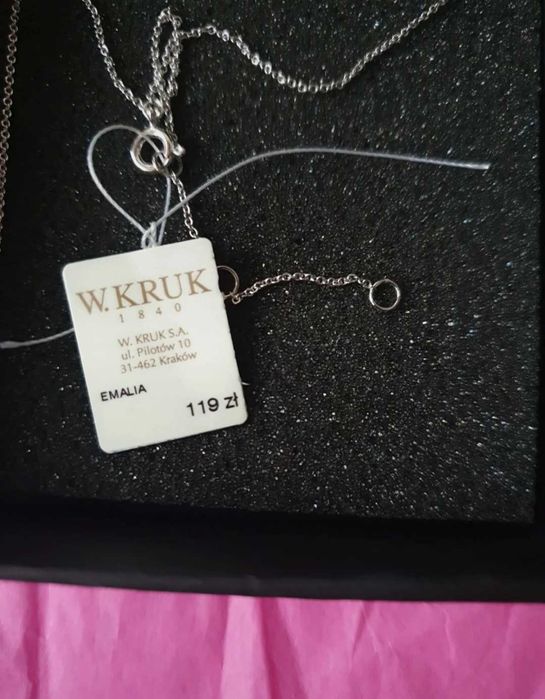 W.KRUK
1840
W. KRUK S.A.
ul. Pilotów 10
31-462 Kraków
EMALIA
119 zł